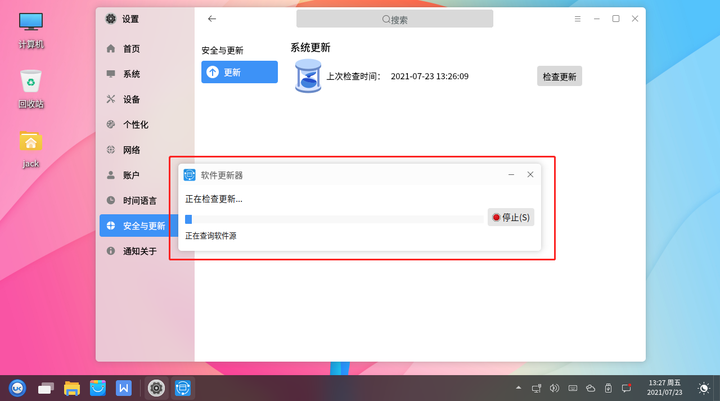 计算机
回收站
jack
设置
搜索
首页
系统
设备
个性化
网络
账户
时间语言
安全与更新
通知关于
安全与更新
更新
系统更新
上次检查时间： 2021-07-23 13:26:09
检查更新
软件更新器
正在检查更新...
停止(S)
正在查询软件源
UK
W
13:27 周五
2021/07/23